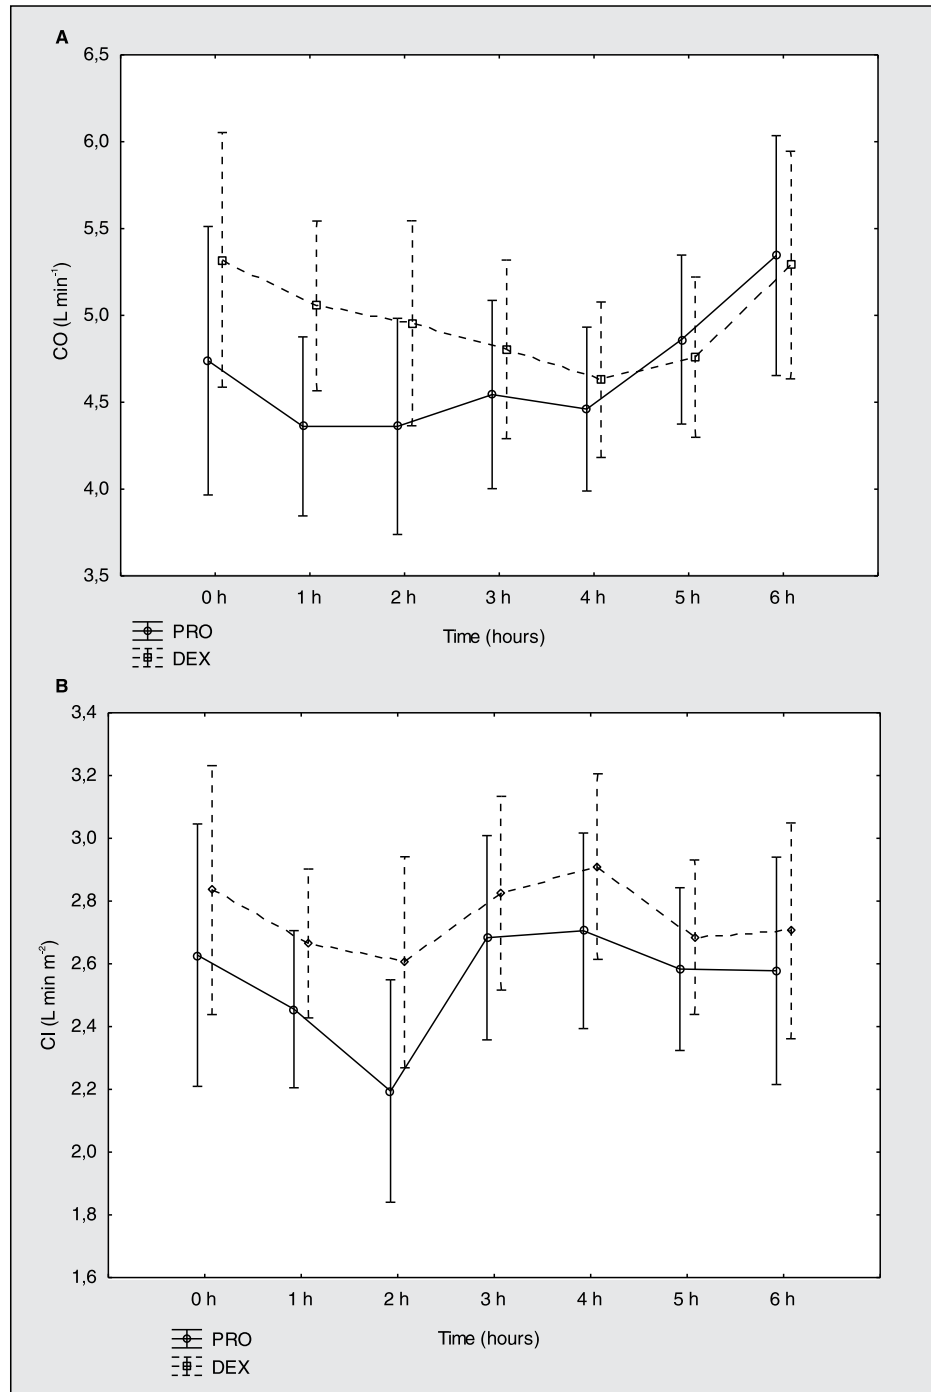 A
6,5
6,0
5,5
5,0
4,5
4,0
3,5
CO (L min⁻¹)
0 h 1 h 2 h 3 h 4 h 5 h 6 h
Time (hours)
PRO
DEX
B
3,4
3,2
3,0
2,8
2,6
2,4
2,2
2,0
1,8
1,6
CI (L min m⁻²)
0 h 1 h 2 h 3 h 4 h 5 h 6 h
Time (hours)
PRO
DEX